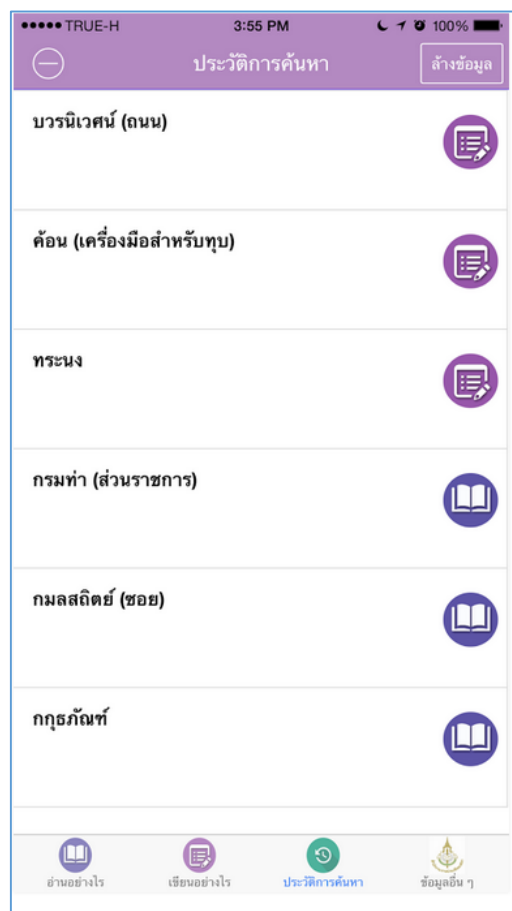 TRUE-H 3:55 PM 100%
ประวัติการค้นหา
ล้างข้อมูล
บวรนิเวศน์ (ถนน)
ค้อน (เครื่องมือสำหรับทุบ)
ทระนง
กรมท่า (ส่วนราชการ)
กมลสถิตย์ (ซอย)
กกุธภัณฑ์
อ่านอย่างไร เขียนอย่างไร ประวัติการค้นหา ข้อมูลอื่น ๆ